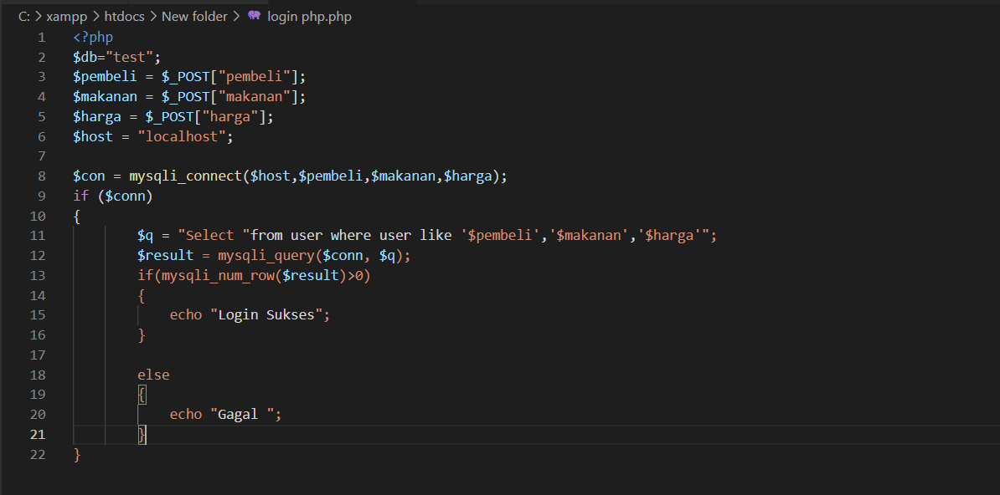 C: > xampp > htdocs > New folder > login php.php
1 <?php
2 $db="test";
3 $pembeli = $_POST["pembeli"];
4 $makanan = $_POST["makanan"];
5 $harga = $_POST["harga"];
6 $host = "localhost";
7
8 $con = mysqli_connect($host,$pembeli,$makanan,$harga);
9 if ($conn)
10 {
11 $q = "Select "from user where user like '$pembeli','$makanan','$harga'";
12 $result = mysqli_query($conn, $q);
13 if(mysqli_num_row($result)>0)
14 {
15 echo "Login Sukses";
16 }
17
18 else
19 {
20 echo "Gagal ";
21 }
22 }